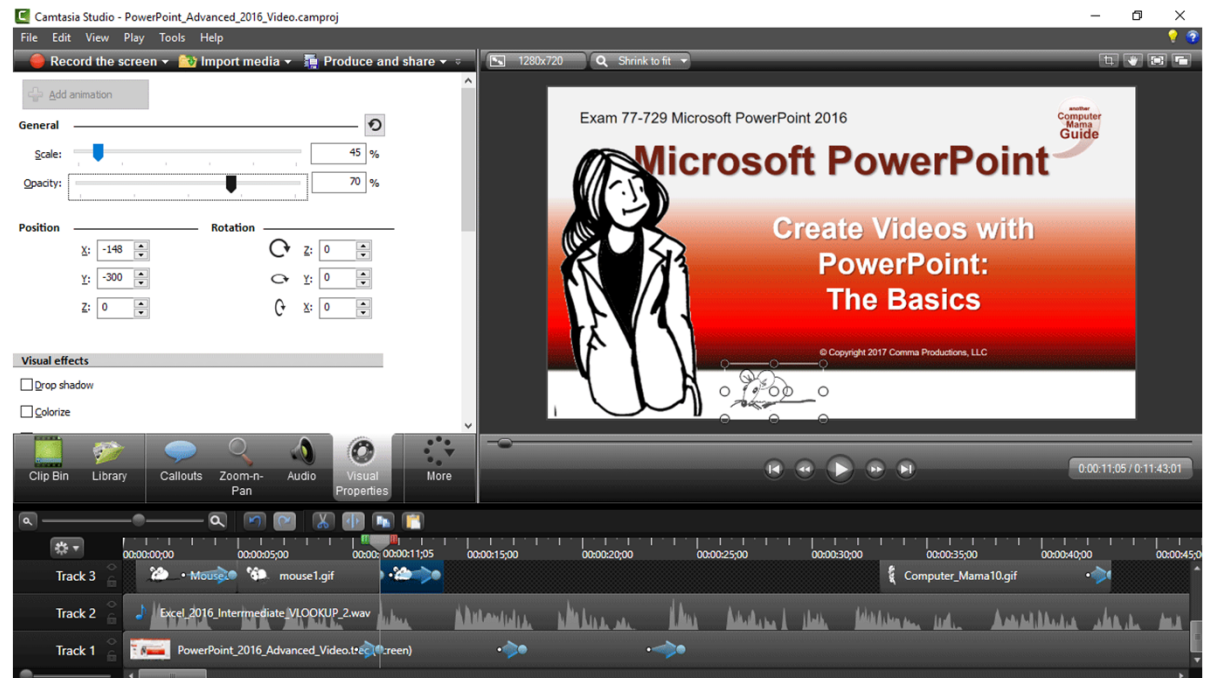 Camtasia Studio - PowerPoint_Advanced_2016_Video.camproj
File Edit View Play Tools Help
Record the screen Import media Produce and share
1280x720 Shrink to fit
Add animation
General
Scale: 45 %
Opacity: 70 %
Position Rotation
X: -148 Z: 0
Y: -300 Y: 0
Z: 0 X: 0
Visual effects
Drop shadow
Colorize
Exam 77-729 Microsoft PowerPoint 2016
another
Computer
Mama
Guide
Microsoft PowerPoint
Create Videos with
PowerPoint:
The Basics
© Copyright 2017 Comma Productions, LLC
Clip Bin Library Callouts Zoom-n-Pan Audio Visual Properties More
0:00:11;05 / 0:11:43;01
00:00:00;00 00:00:05;00 00:00: 00:00:11;05 00:00:15;00 00:00:20;00 00:00:25;00 00:00:30;00 00:00:35;00 00:00:40;00 00:00:45;0
Track 3 mouse1.gif Computer_Mama10.gif
Track 2 Excel_2016_Intermediate_VLOOKUP_2.wav
Track 1 PowerPoint_2016_Advanced_Video.t